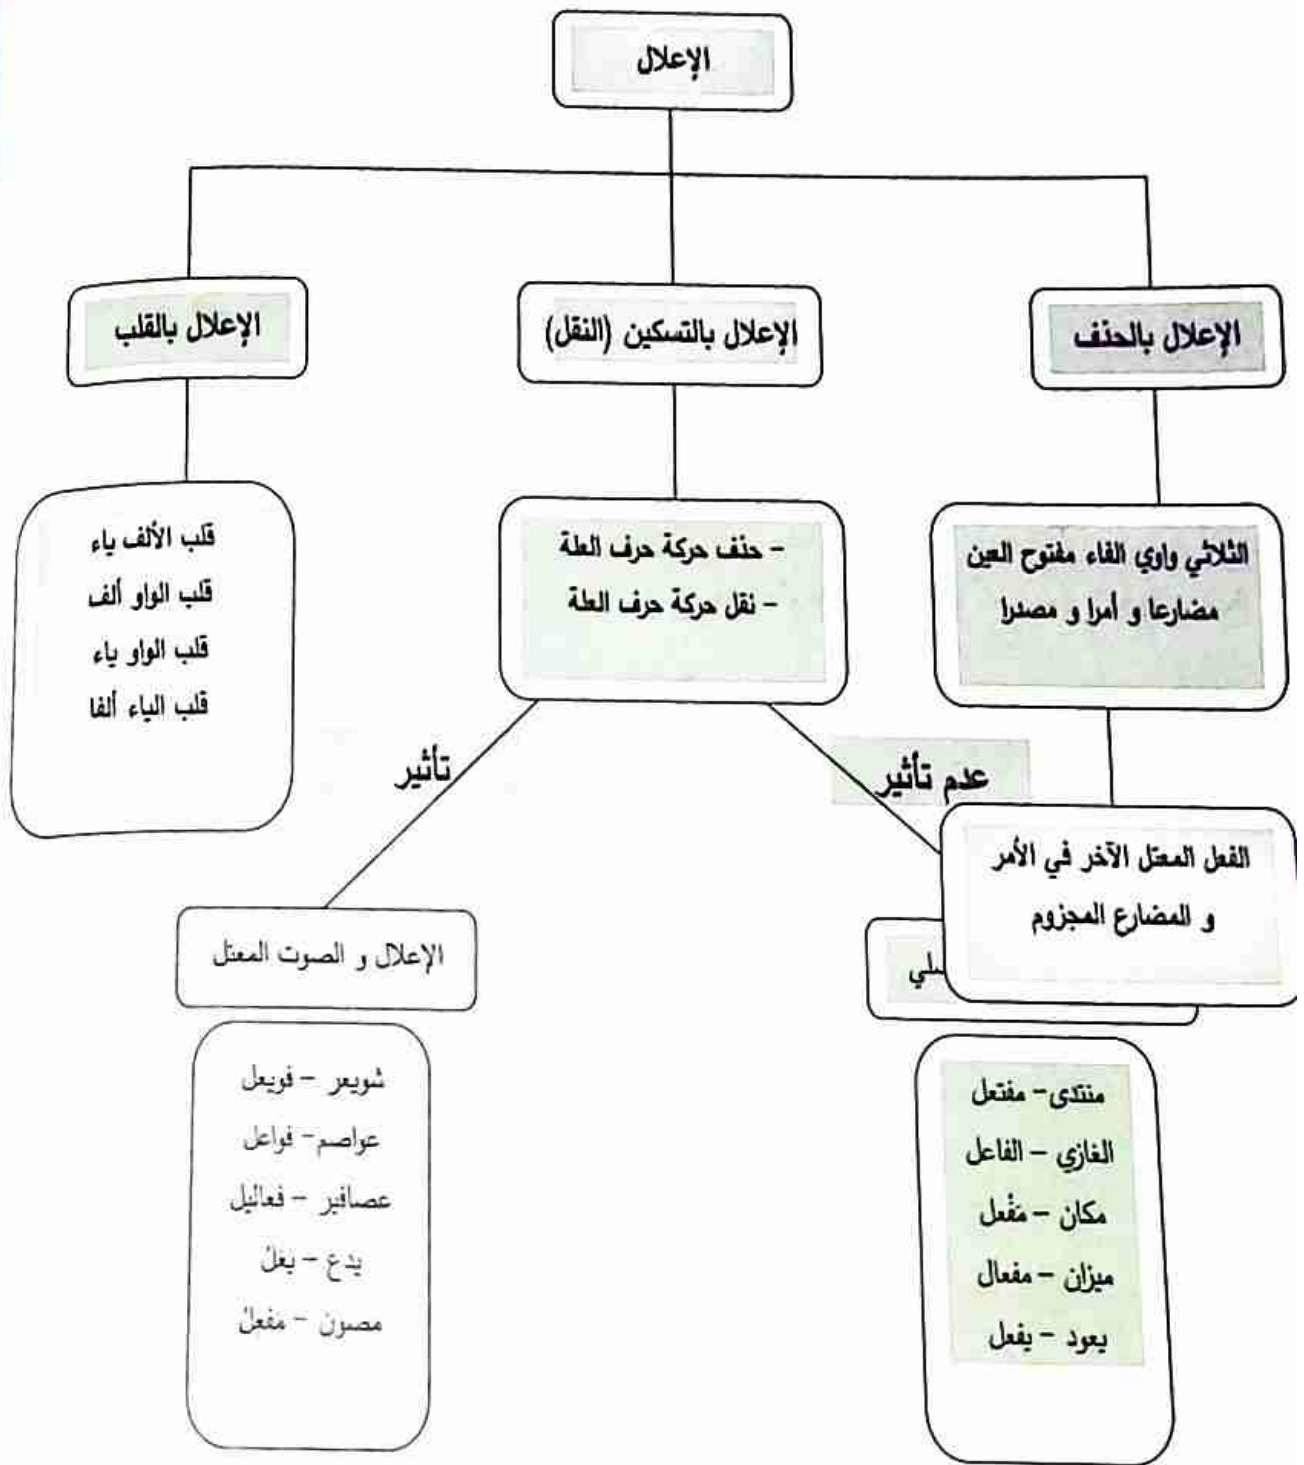 الإعلال
الإعلال بالحذف
الإعلال بالتسكين (النقل)
الإعلال بالقلب
الثلاثي واوي الفاء مفتوح العين
مضارعا و أمرا و مصدرا
– حذف حركة حرف العلة
– نقل حركة حرف العلة
قلب الألف ياء
قلب الواو ألف
قلب الواو ياء
قلب الياء ألفا
عدم تأثير
تأثير
الفعل المعتل الآخر في الأمر
و المضارع المجزوم
الإعلال و الصوت المعتل
منتدى – مفتعل
الغازي – الفاعل
مكان – مَفْعل
ميزان – مفعال
يعود – يفعل
شويعر – فويعل
عواصم – فواعل
عصافير – فعاليل
يدع – يَعَلُ
مصون – مَفعلْ